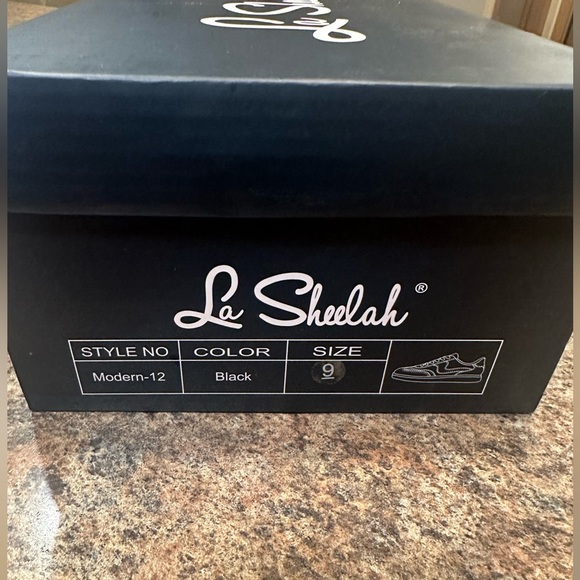 La Sheelah®
STYLE NO COLOR SIZE
Modern-12 Black 9